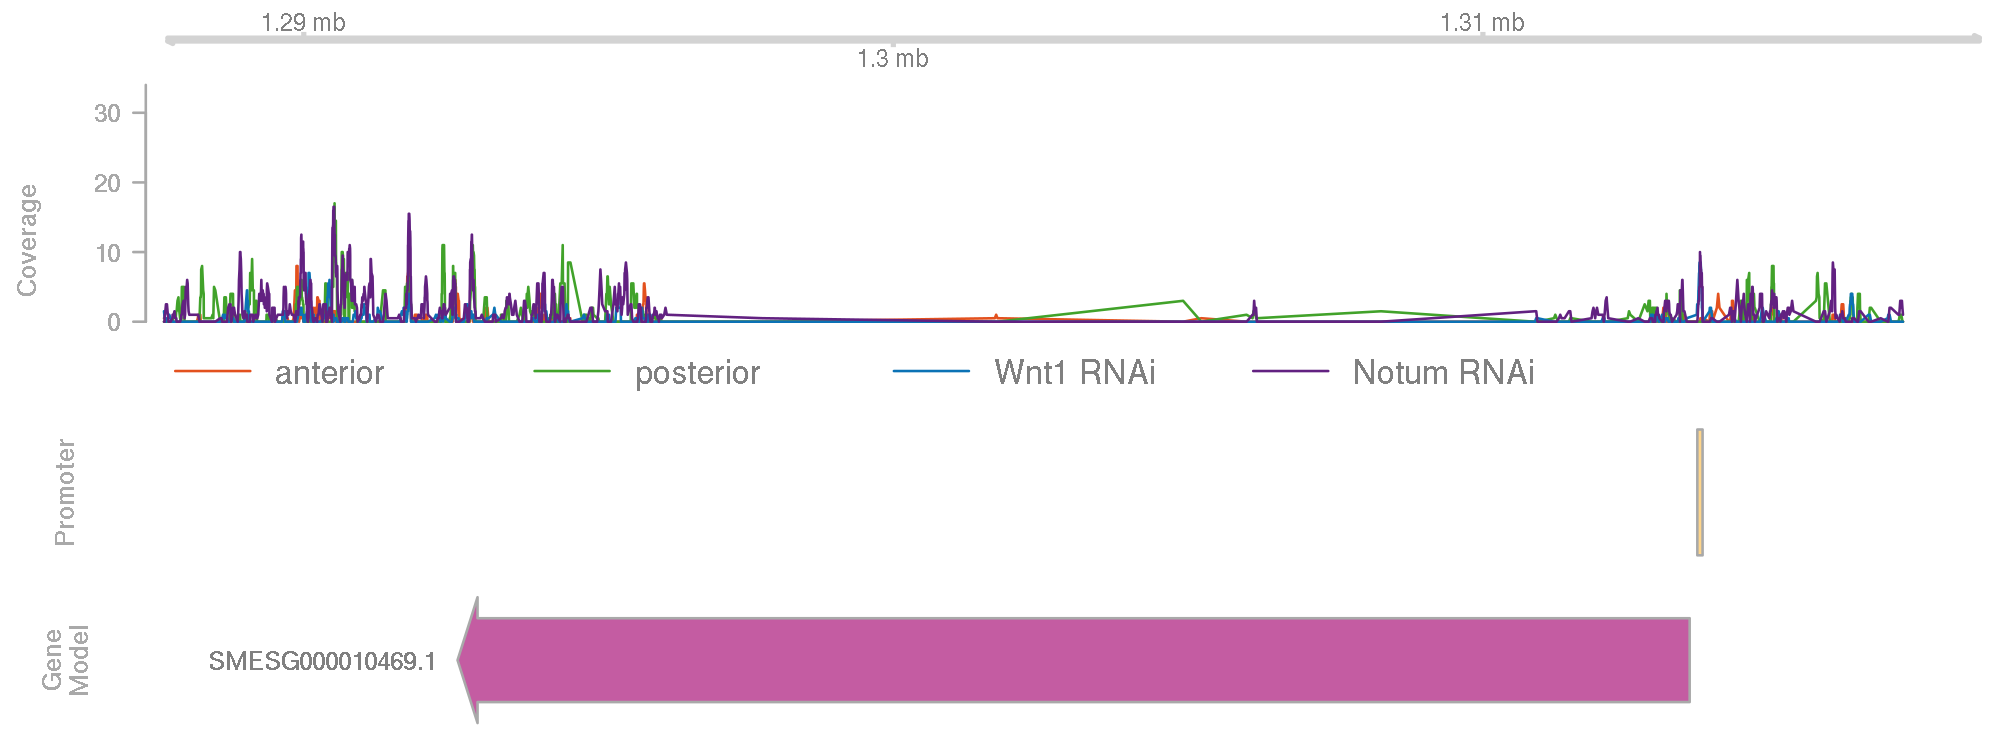 1.29 mb
1.31 mb
1.3 mb
Coverage
30
20
10
0
anterior posterior Wnt1 RNAi Notum RNAi
Promoter
Gene
Model
SMESG000010469.1